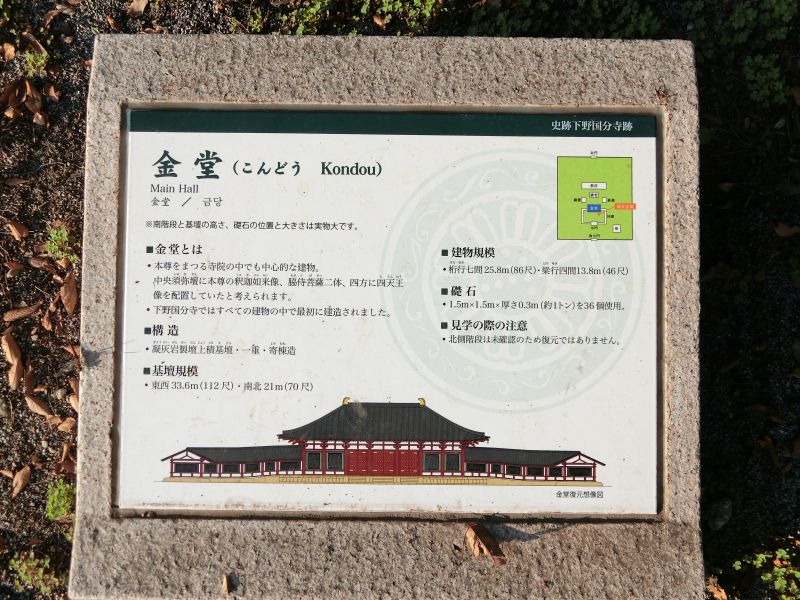 史跡下野国分寺跡
金堂(こんどう Kondou)
Main Hall
金堂 / 금당
※南階段と基壇の高さ、礎石の位置と大きさは実物大です。
■金堂とは
・本尊をまつる寺院の中でも中心的な建物。
中央須弥壇に本尊の釈迦如来像、脇侍菩薩二体、四方に四天王
像を配置していたと考えられます。
・下野国分寺ではすべての建物の中で最初に建造されました。
■構造
・凝灰岩製壇上積基壇・一重・寄棟造
■基壇規模
・東西33.6m(112尺)・南北21m(70尺)
■建物規模
・桁行七間25.8m(86尺)・梁行四間13.8m(46尺)
■礎石
・1.5m×1.5m×厚さ0.3m(約1トン)を36個使用。
■見学の際の注意
・北側階段は未確認のため復元ではありません。
金堂復元想像図